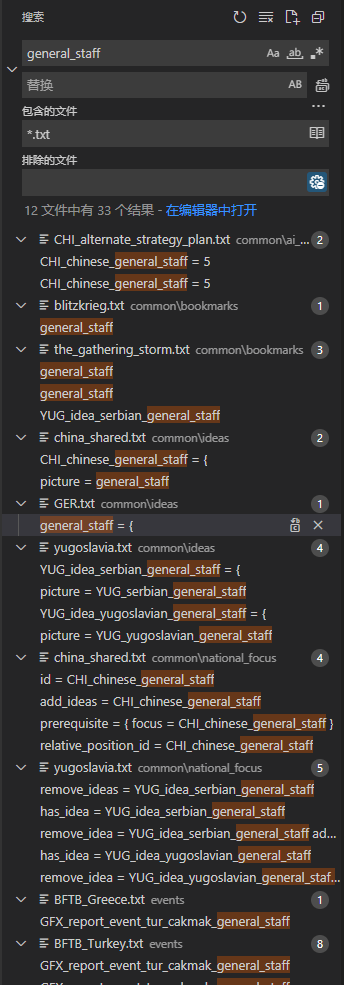 搜索
general_staff Aa ab .*
替换 AB
包含的文件
*.txt
排除的文件
12 文件中有 33 个结果 - 在编辑器中打开
CHI_alternate_strategy_plan.txt common\ai_... 2
CHI_chinese_general_staff = 5
CHI_chinese_general_staff = 5
blitzkrieg.txt common\bookmarks 1
general_staff
the_gathering_storm.txt common\bookmarks 3
general_staff
general_staff
YUG_idea_serbian_general_staff
china_shared.txt common\ideas 2
CHI_chinese_general_staff = {
picture = general_staff
GER.txt common\ideas 1
general_staff = {
yugoslavia.txt common\ideas 4
YUG_idea_serbian_general_staff = {
picture = YUG_serbian_general_staff
YUG_idea_yugoslavian_general_staff = {
picture = YUG_yugoslavian_general_staff
china_shared.txt common\national_focus 4
id = CHI_chinese_general_staff
add_ideas = CHI_chinese_general_staff
prerequisite = { focus = CHI_chinese_general_staff }
relative_position_id = CHI_chinese_general_staff
yugoslavia.txt common\national_focus 5
remove_ideas = YUG_idea_serbian_general_staff
has_idea = YUG_idea_serbian_general_staff
remove_idea = YUG_idea_serbian_general_staff ad...
has_idea = YUG_idea_yugoslavian_general_staff
remove_idea = YUG_idea_yugoslavian_general_staf...
BFTB_Greece.txt events 1
GFX_report_event_tur_cakmak_general_staff
BFTB_Turkey.txt events 8
GFX_report_event_tur_cakmak_general_staff